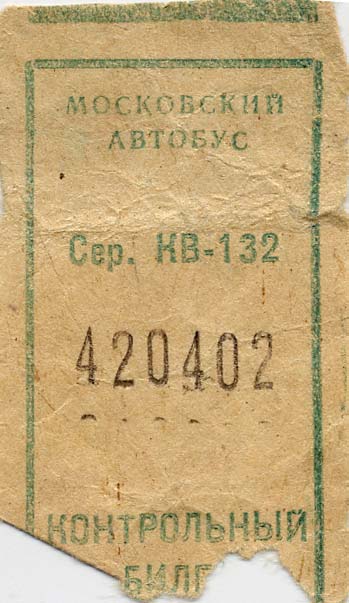 МОСКОВСКИЙ
АВТОБУС
Сер. КВ-132
420402
КОНТРОЛЬНЫЙ